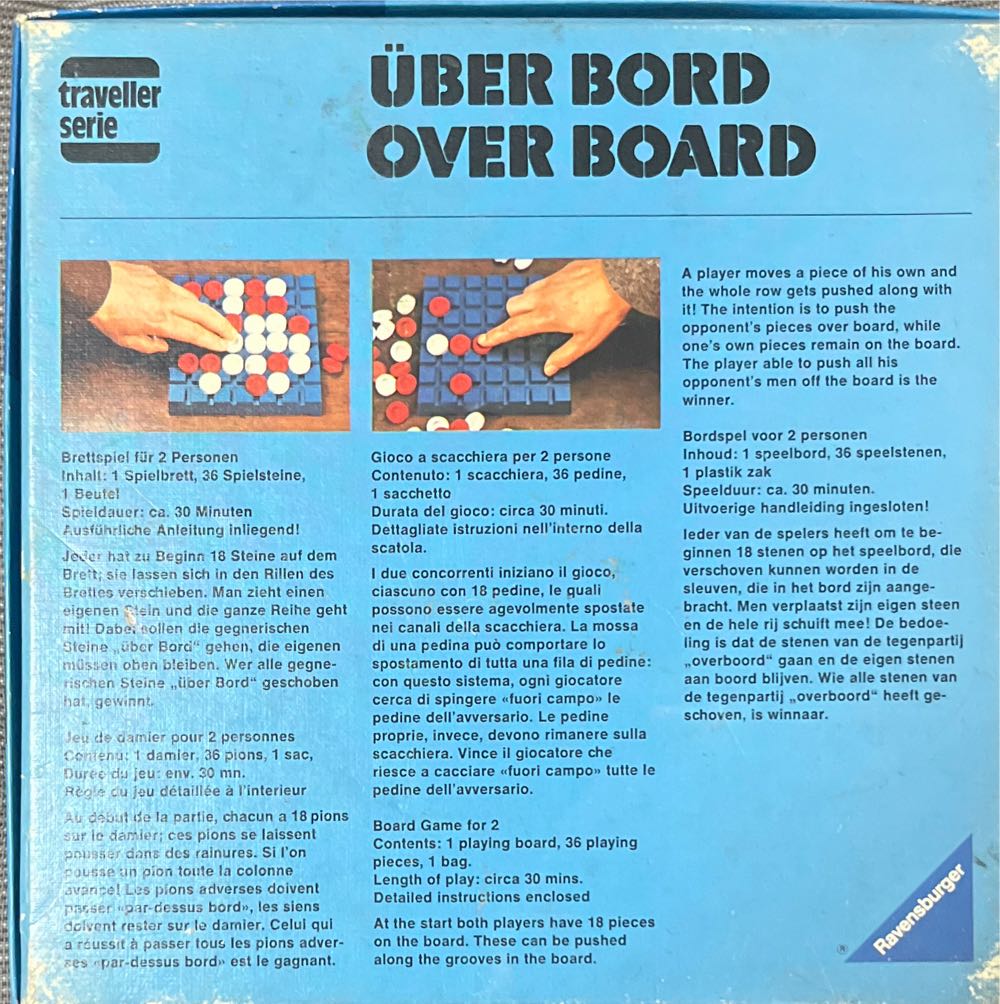 traveller
serie
ÜBER BORD
OVER BOARD
Brettspiel für 2 Personen
Inhalt: 1 Spielbrett, 36 Spielsteine,
1 Beutel
Spieldauer: ca. 30 Minuten
Ausführliche Anleitung inliegend!
Jeder hat zu Beginn 18 Steine auf dem
Brett; sie lassen sich in den Rillen des
Brettes verschieben. Man zieht einen
eigenen Stein und die ganze Reihe geht
mit! Dabei sollen die gegnerischen
Steine „über Bord“ gehen, die eigenen
müssen oben bleiben. Wer alle gegne-
rischen Steine „über Bord“ geschoben
hat, gewinnt.
Jeu de damier pour 2 personnes
Contenu: 1 damier, 36 pions, 1 sac,
Durée du jeu: env. 30 mn.
Règle du jeu détaillée à l'interieur
Au début de la partie, chacun a 18 pions
sur le damier; ces pions se laissent
pousser dans des rainures. Si l'on
pousse un pion toute la colonne
avance! Les pions adverses doivent
passer «par-dessus bord», les siens
doivent rester sur le damier. Celui qui
a réussit à passer tous les pions adver-
ses «par-dessus bord» est le gagnant.
Gioco a scacchiera per 2 persone
Contenuto: 1 scacchiera, 36 pedine,
1 sacchetto
Durata del gioco: circa 30 minuti.
Dettagliate istruzioni nell'interno della
scatola.
I due concorrenti iniziano il gioco,
ciascuno con 18 pedine, le quali
possono essere agevolmente spostate
nei canali della scacchiera. La mossa
di una pedina può comportare lo
spostamento di tutta una fila di pedine:
con questo sistema, ogni giocatore
cerca di spingere «fuori campo» le
pedine dell'avversario. Le pedine
proprie, invece, devono rimanere sulla
scacchiera. Vince il giocatore che
riesce a cacciare «fuori campo» tutte le
pedine dell'avversario.
Board Game for 2
Contents: 1 playing board, 36 playing
pieces, 1 bag.
Length of play: circa 30 mins.
Detailed instructions enclosed
At the start both players have 18 pieces
on the board. These can be pushed
along the grooves in the board.
A player moves a piece of his own and
the whole row gets pushed along with
it! The intention is to push the
opponent's pieces over board, while
one's own pieces remain on the board.
The player able to push all his
opponent's men off the board is the
winner.
Bordspel voor 2 personen
Inhoud: 1 speelbord, 36 speelstenen,
1 plastik zak
Speelduur: ca. 30 minuten.
Uitvoerige handleiding ingesloten!
Ieder van de spelers heeft om te be-
ginnen 18 stenen op het speelbord, die
verschoven kunnen worden in de
sleuven, die in het bord zijn aange-
bracht. Men verplaatst zijn eigen steen
en de hele rij schuift mee! De bedoe-
ling is dat de stenen van de tegenpartij
„overboord“ gaan en de eigen stenen
aan boord blijven. Wie alle stenen van
de tegenpartij „overboord“ heeft ge-
schoven, is winnaar.
® Ravensburger